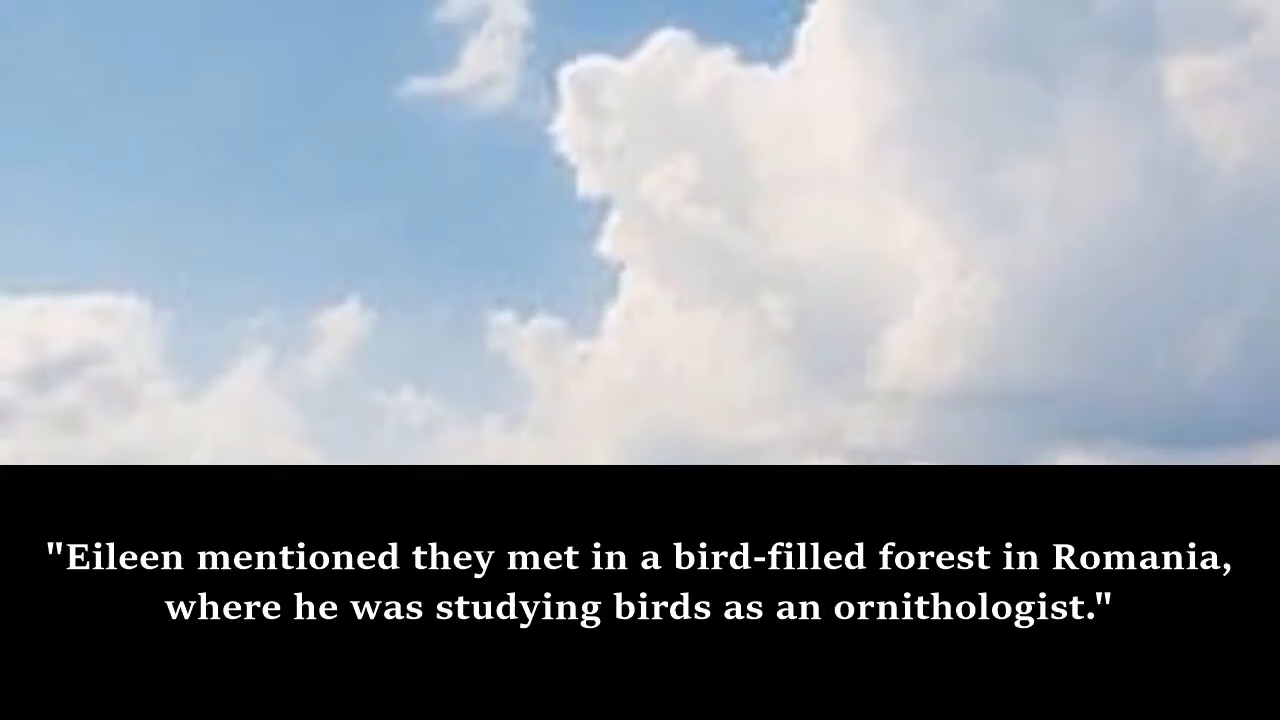 "Eileen mentioned they met in a bird-filled forest in Romania,
where he was studying birds as an ornithologist."